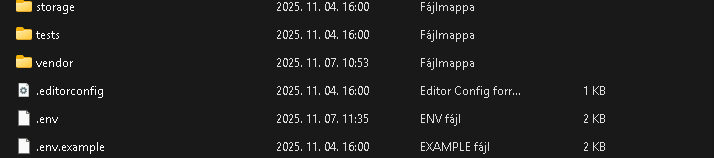 storage 2025. 11. 04. 16:00 Fájlmappa
tests 2025. 11. 04. 16:00 Fájlmappa
vendor 2025. 11. 07. 10:53 Fájlmappa
.editorconfig 2025. 11. 04. 16:00 Editor Config forr... 1 KB
.env 2025. 11. 07. 11:35 ENV fájl 2 KB
.env.example 2025. 11. 04. 16:00 EXAMPLE fájl 2 KB